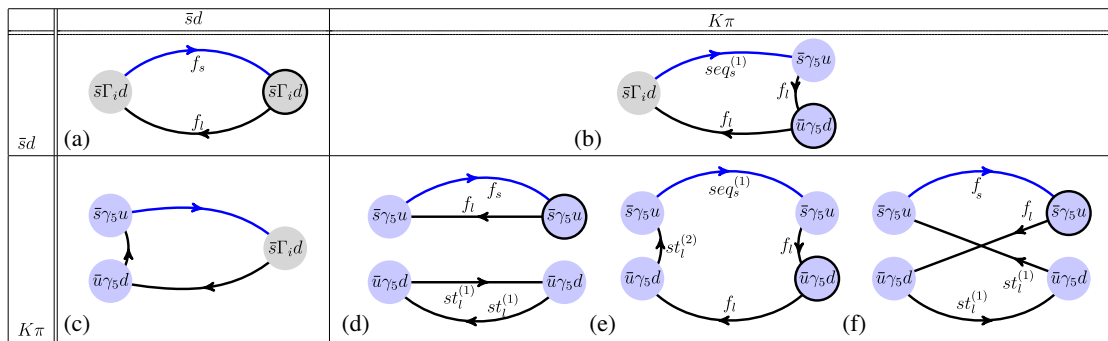 s̄d
Kπ
f_s
s̄Γ_i d
s̄Γ_i d
f_l
(a)
s̄d
s̄γ_5 u
seq_s^(1)
s̄Γ_i d
f_l
f_l
ūγ_5 d
(b)
s̄γ_5 u
s̄Γ_i d
ūγ_5 d
(c)
Kπ
f_s
s̄γ_5 u
f_l
s̄γ_5 u
ūγ_5 d
ūγ_5 d
st_l^(1)
st_l^(1)
(d)
seq_s^(1)
s̄γ_5 u
s̄γ_5 u
st_l^(2)
f_l
ūγ_5 d
ūγ_5 d
f_l
(e)
f_s
s̄γ_5 u
f_l
s̄γ_5 u
ūγ_5 d
ūγ_5 d
st_l^(1)
st_l^(1)
(f)